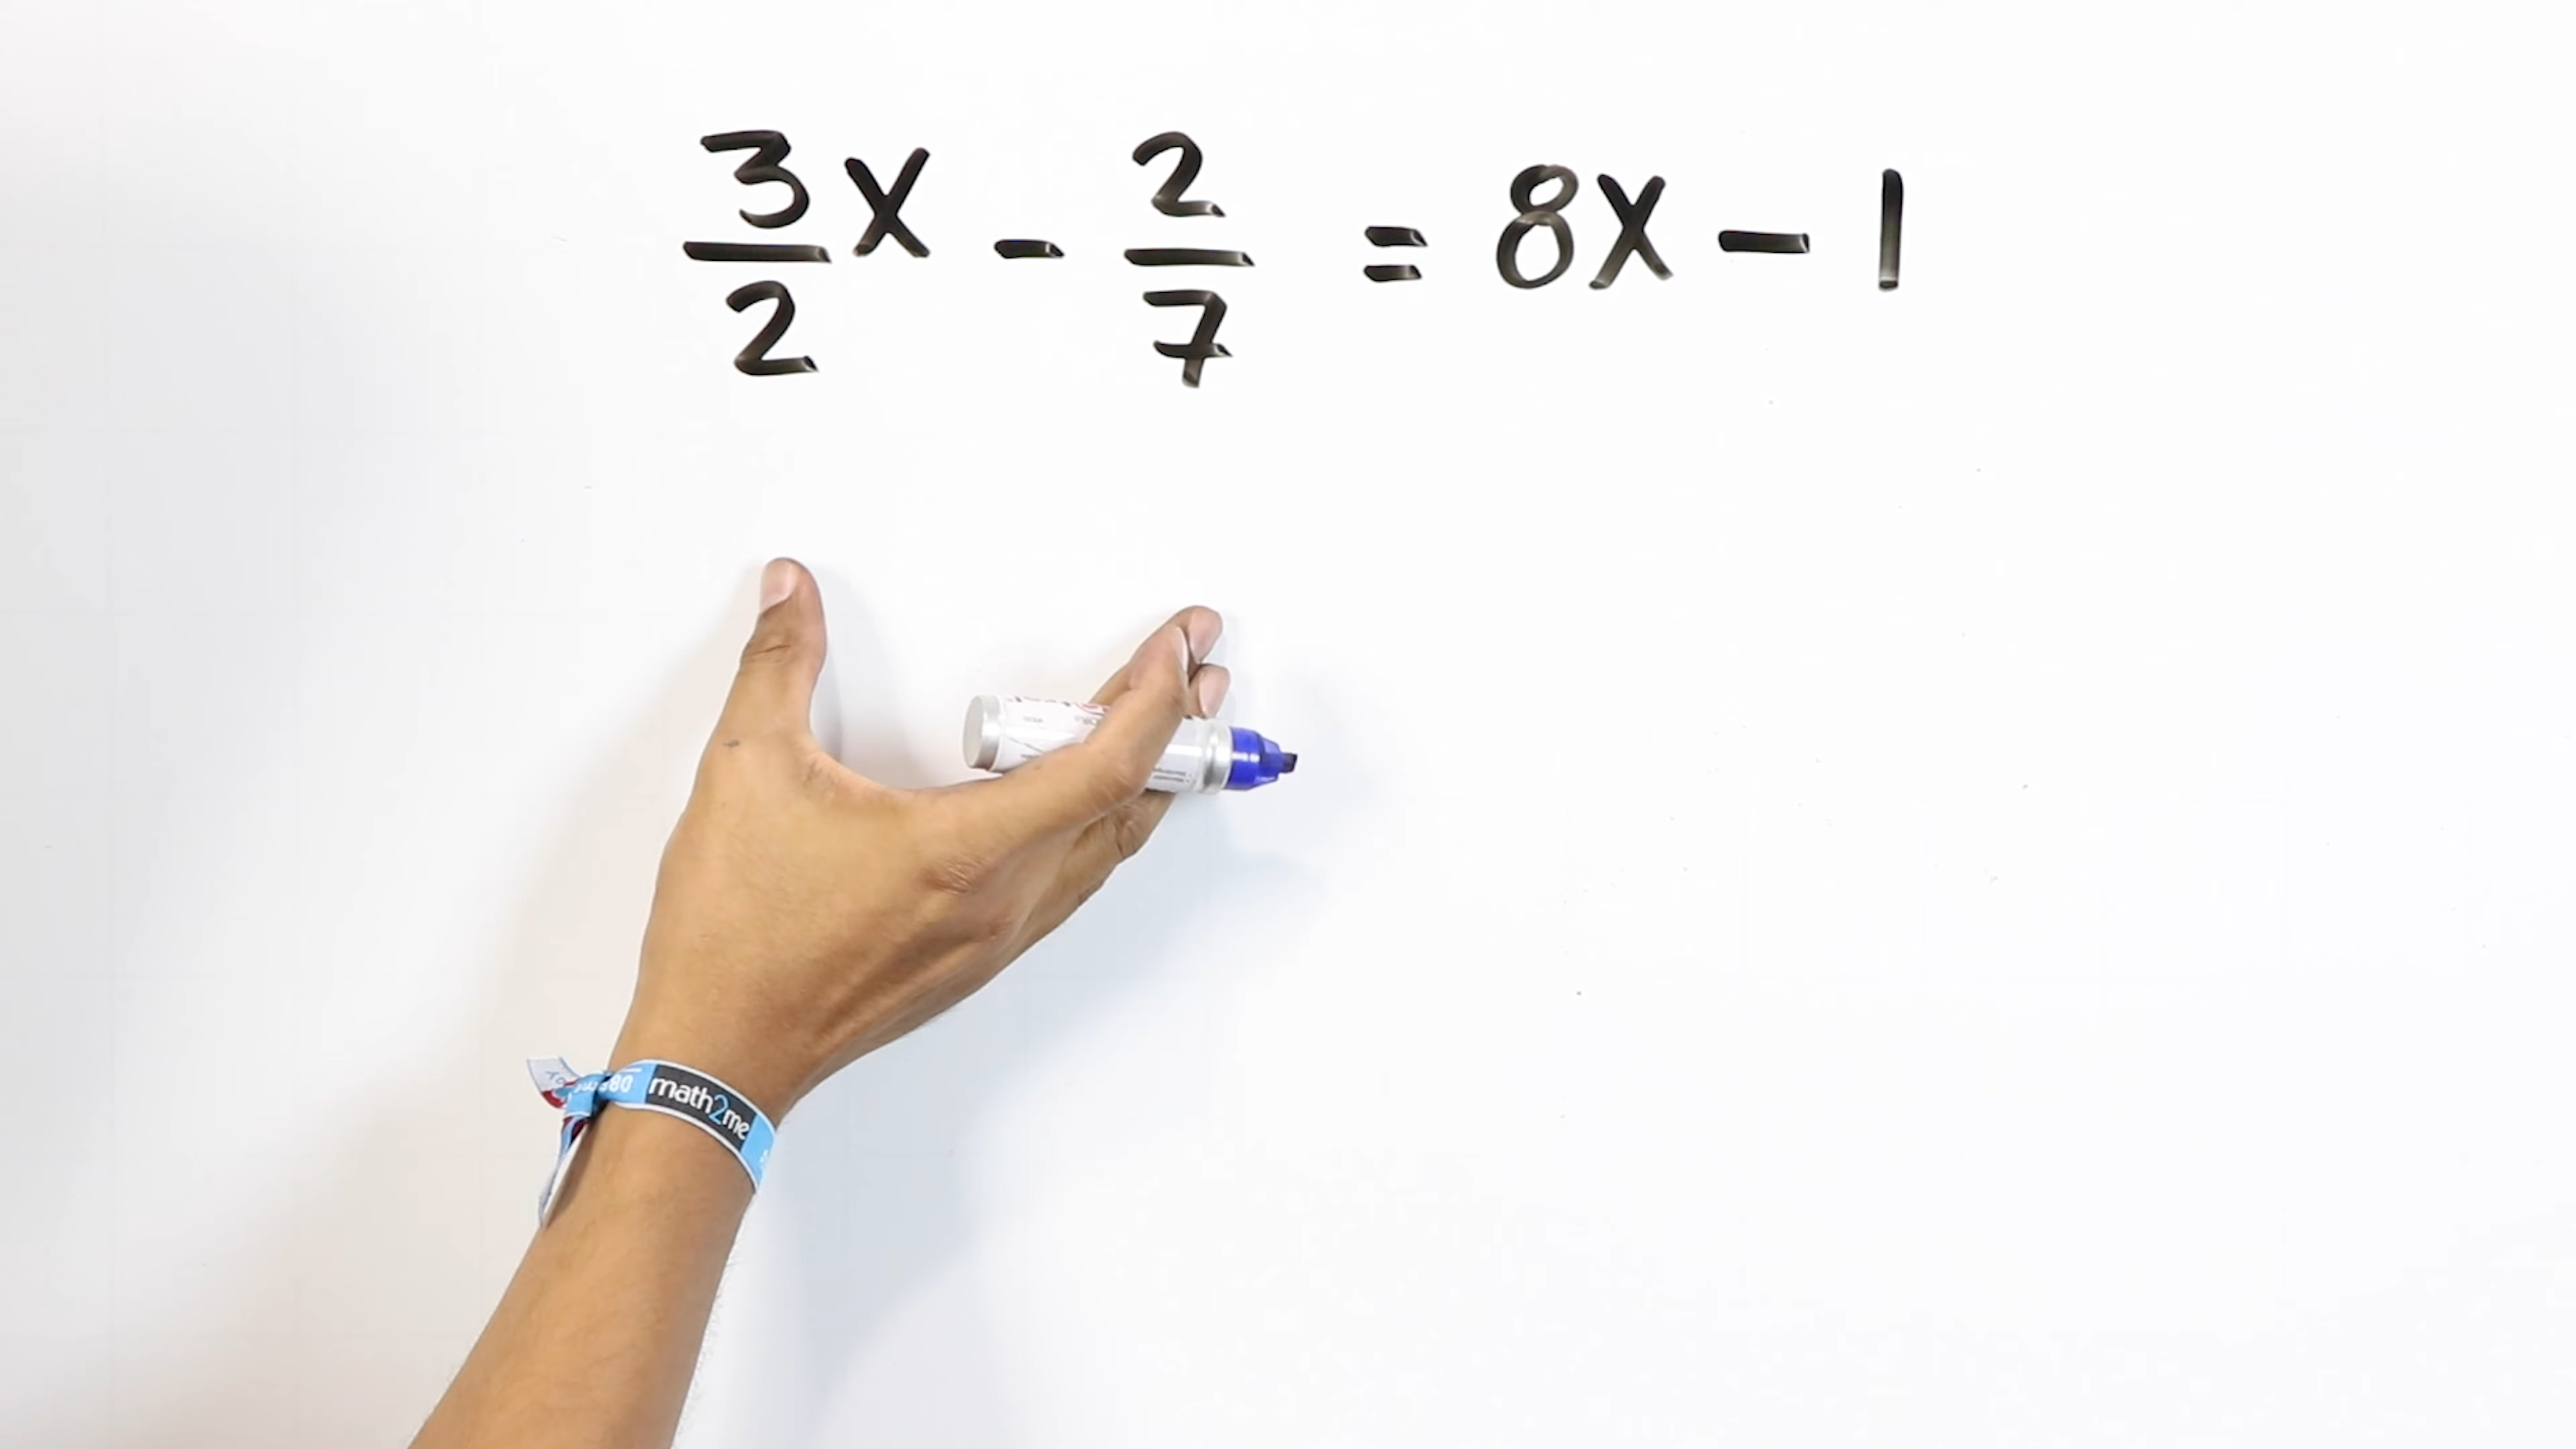 3/2 x - 2/7 = 8x - 1
math2me